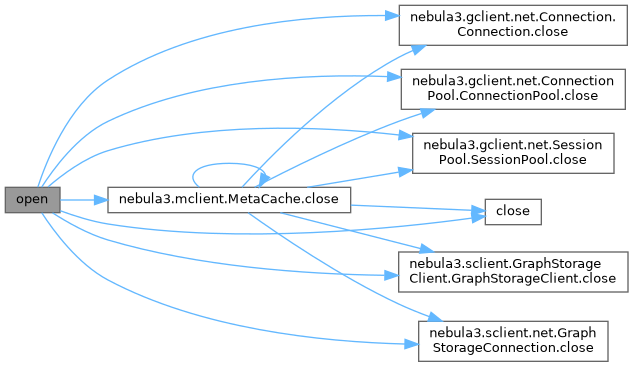 nebula3.gclient.net.Connection.
Connection.close
nebula3.gclient.net.Connection
Pool.ConnectionPool.close
nebula3.gclient.net.Session
Pool.SessionPool.close
open
nebula3.mclient.MetaCache.close
close
nebula3.sclient.GraphStorage
Client.GraphStorageClient.close
nebula3.sclient.net.Graph
StorageConnection.close